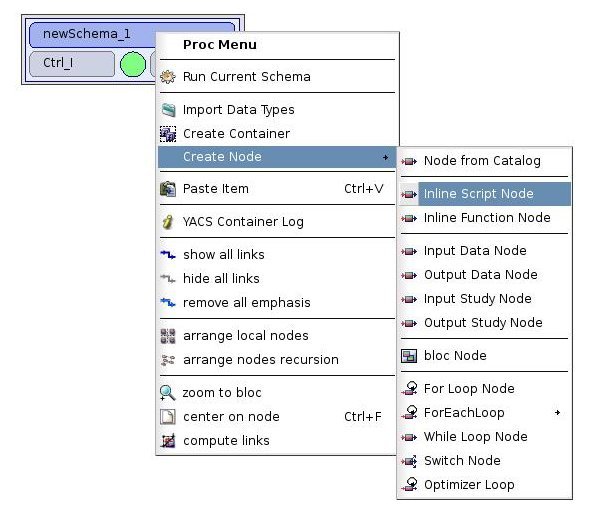 newSchema_1
Ctrl_I
Proc Menu
Run Current Schema
Import Data Types
Create Container
Create Node
Paste Item Ctrl+V
YACS Container Log
show all links
hide all links
remove all emphasis
arrange local nodes
arrange nodes recursion
zoom to bloc
center on node Ctrl+F
compute links
Node from Catalog
Inline Script Node
Inline Function Node
Input Data Node
Output Data Node
Input Study Node
Output Study Node
bloc Node
For Loop Node
ForEachLoop
While Loop Node
Switch Node
Optimizer Loop